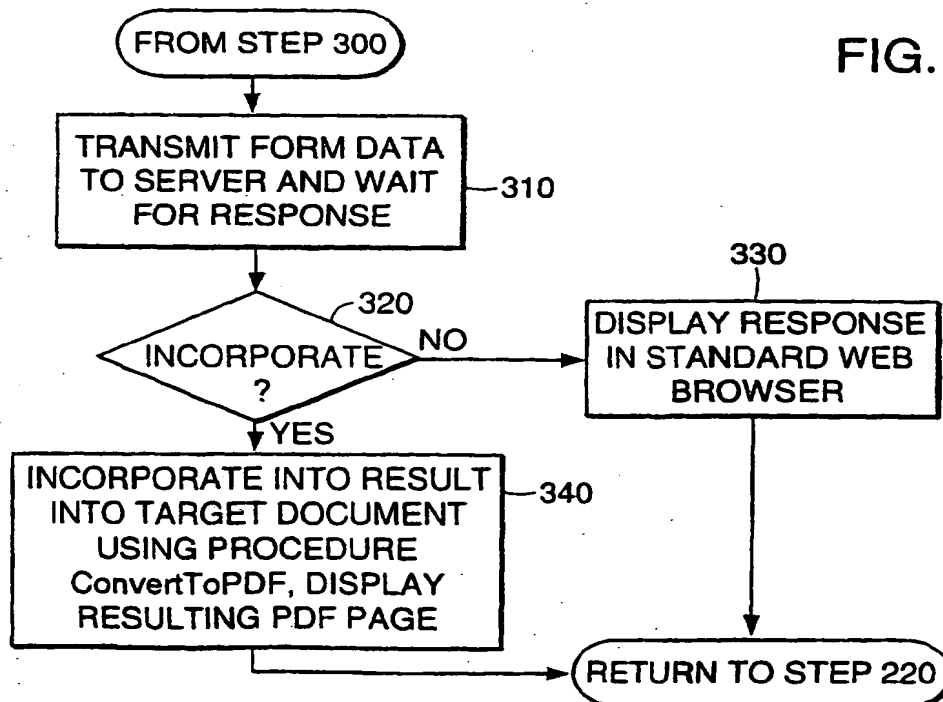 FROM STEP 300
FIG.
TRANSMIT FORM DATA
TO SERVER AND WAIT
FOR RESPONSE
310
320
INCORPORATE
?
NO
YES
330
DISPLAY RESPONSE
IN STANDARD WEB
BROWSER
INCORPORATE INTO RESULT
INTO TARGET DOCUMENT
USING PROCEDURE
ConvertToPDF, DISPLAY
RESULTING PDF PAGE
340
RETURN TO STEP 220